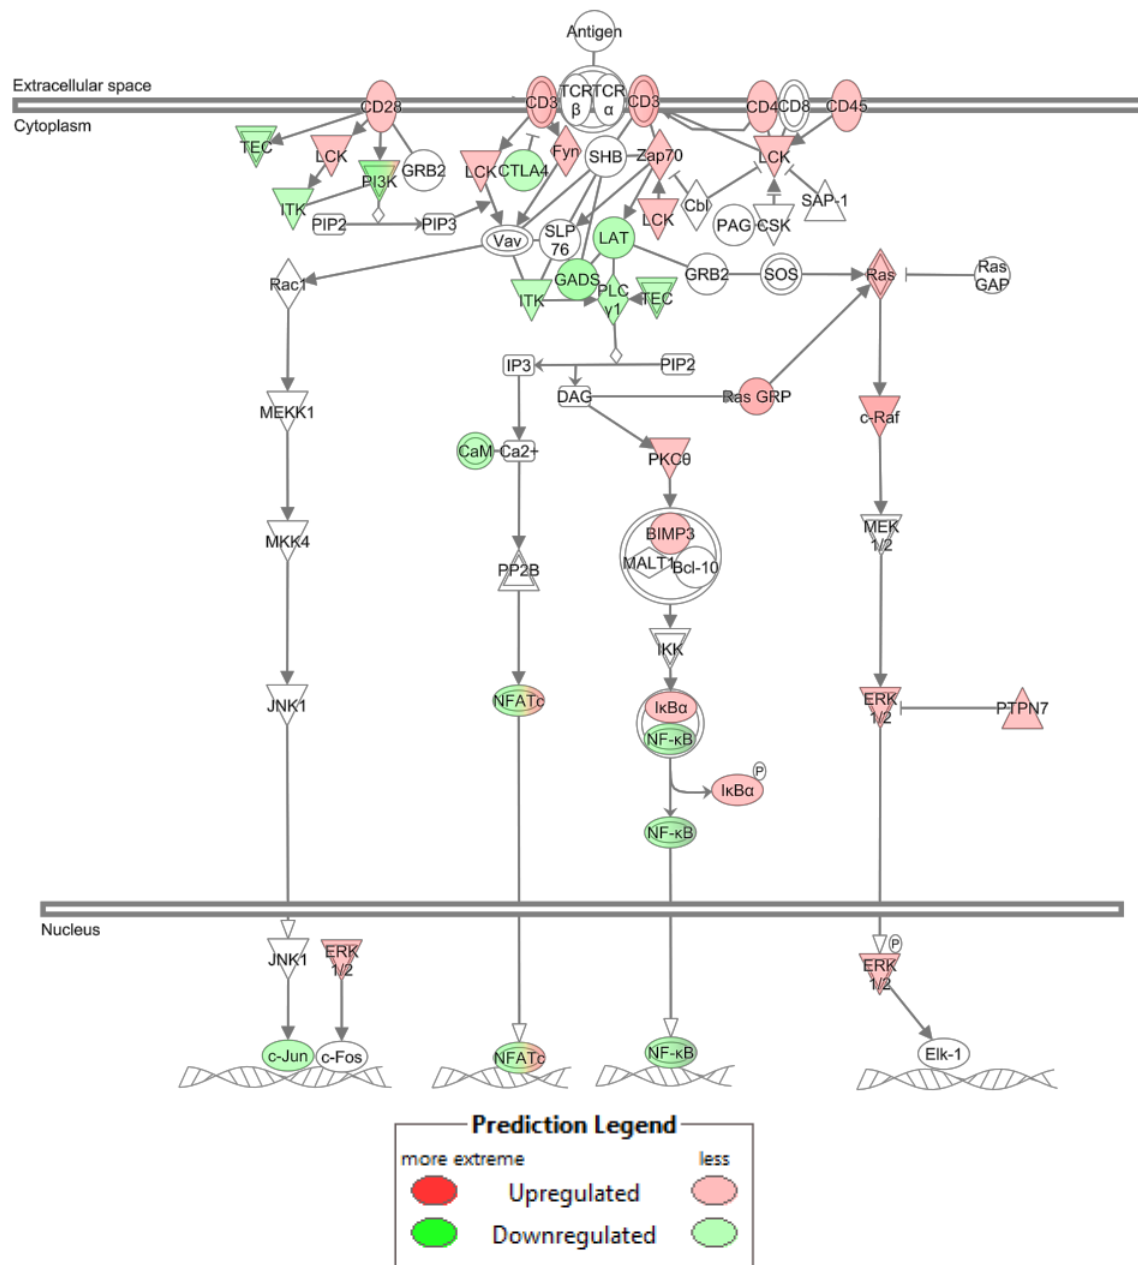 Antigen
Extracellular space
Cytoplasm
CD28
CD3
TCR
β
TCR
α
CD3
CD4
CD8
CD45
TEC
LCK
PI3K
GRB2
ITK
PIP2
PIP3
LCK
CTLA4
Fyn
SHB
Zap70
LCK
Cbl
LCK
PAG
CSK
SAP-1
Vav
SLP
76
LAT
GADS
ITK
PLC
γ1
TEC
GRB2
SOS
Ras
Ras
GAP
Rac1
IP3
PIP2
DAG
Ras GRP
MEKK1
c-Raf
CaM
Ca2+
PKCθ
MKK4
PP2B
BIMP3
MALT1
Bcl-10
MEK
1/2
IKK
JNK1
NFATc
IκBα
NF-κB
ERK
1/2
PTPN7
P
IκBα
NF-κB
Nucleus
JNK1
ERK
1/2
P
ERK
1/2
c-Jun
c-Fos
NFATc
NF-κB
Elk-1
Prediction Legend
more extreme
less
Upregulated
Downregulated